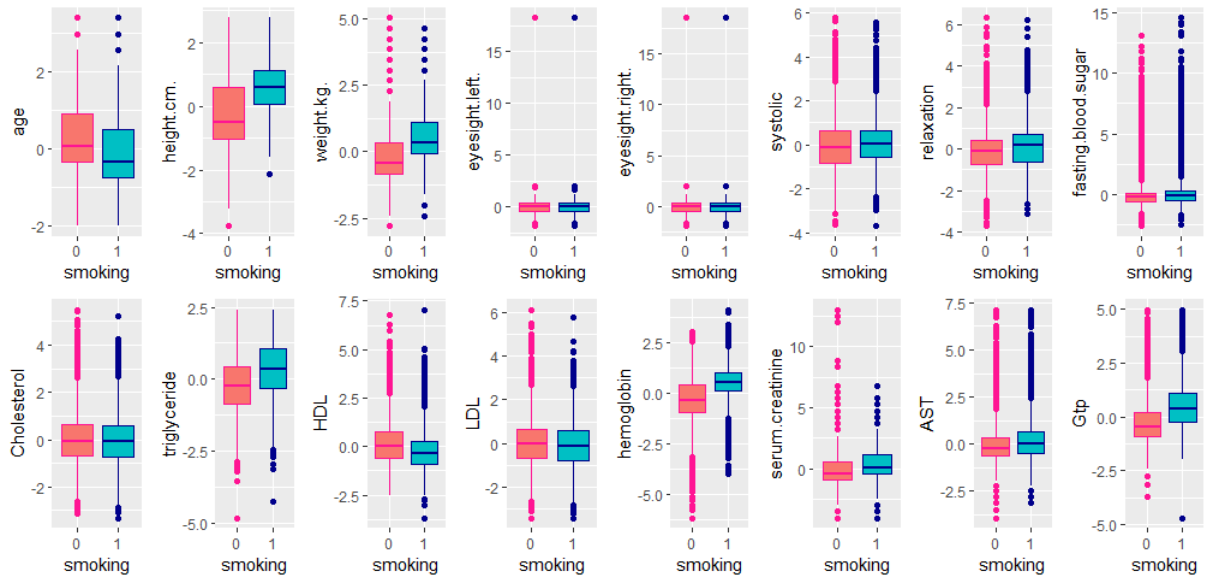 age
2
0
-2
0 1
smoking
height.cm.
2
0
-2
-4
0 1
smoking
weight.kg.
5.0
2.5
0.0
-2.5
0 1
smoking
eyesight.left.
15
10
5
0
0 1
smoking
eyesight.right.
15
10
5
0
0 1
smoking
systolic
6
4
2
0
-2
-4
0 1
smoking
relaxation
6
4
2
0
-2
-4
0 1
smoking
fasting.blood.sugar
15
10
5
0
0 1
smoking
Cholesterol
4
2
0
-2
0 1
smoking
triglyceride
2.5
0.0
-2.5
-5.0
0 1
smoking
HDL
7.5
5.0
2.5
0.0
-2.5
0 1
smoking
LDL
6
4
2
0
-2
0 1
smoking
hemoglobin
2.5
0.0
-2.5
-5.0
0 1
smoking
serum.creatinine
10
5
0
0 1
smoking
AST
7.5
5.0
2.5
0.0
-2.5
0 1
smoking
Gtp
5.0
2.5
0.0
-2.5
-5.0
0 1
smoking